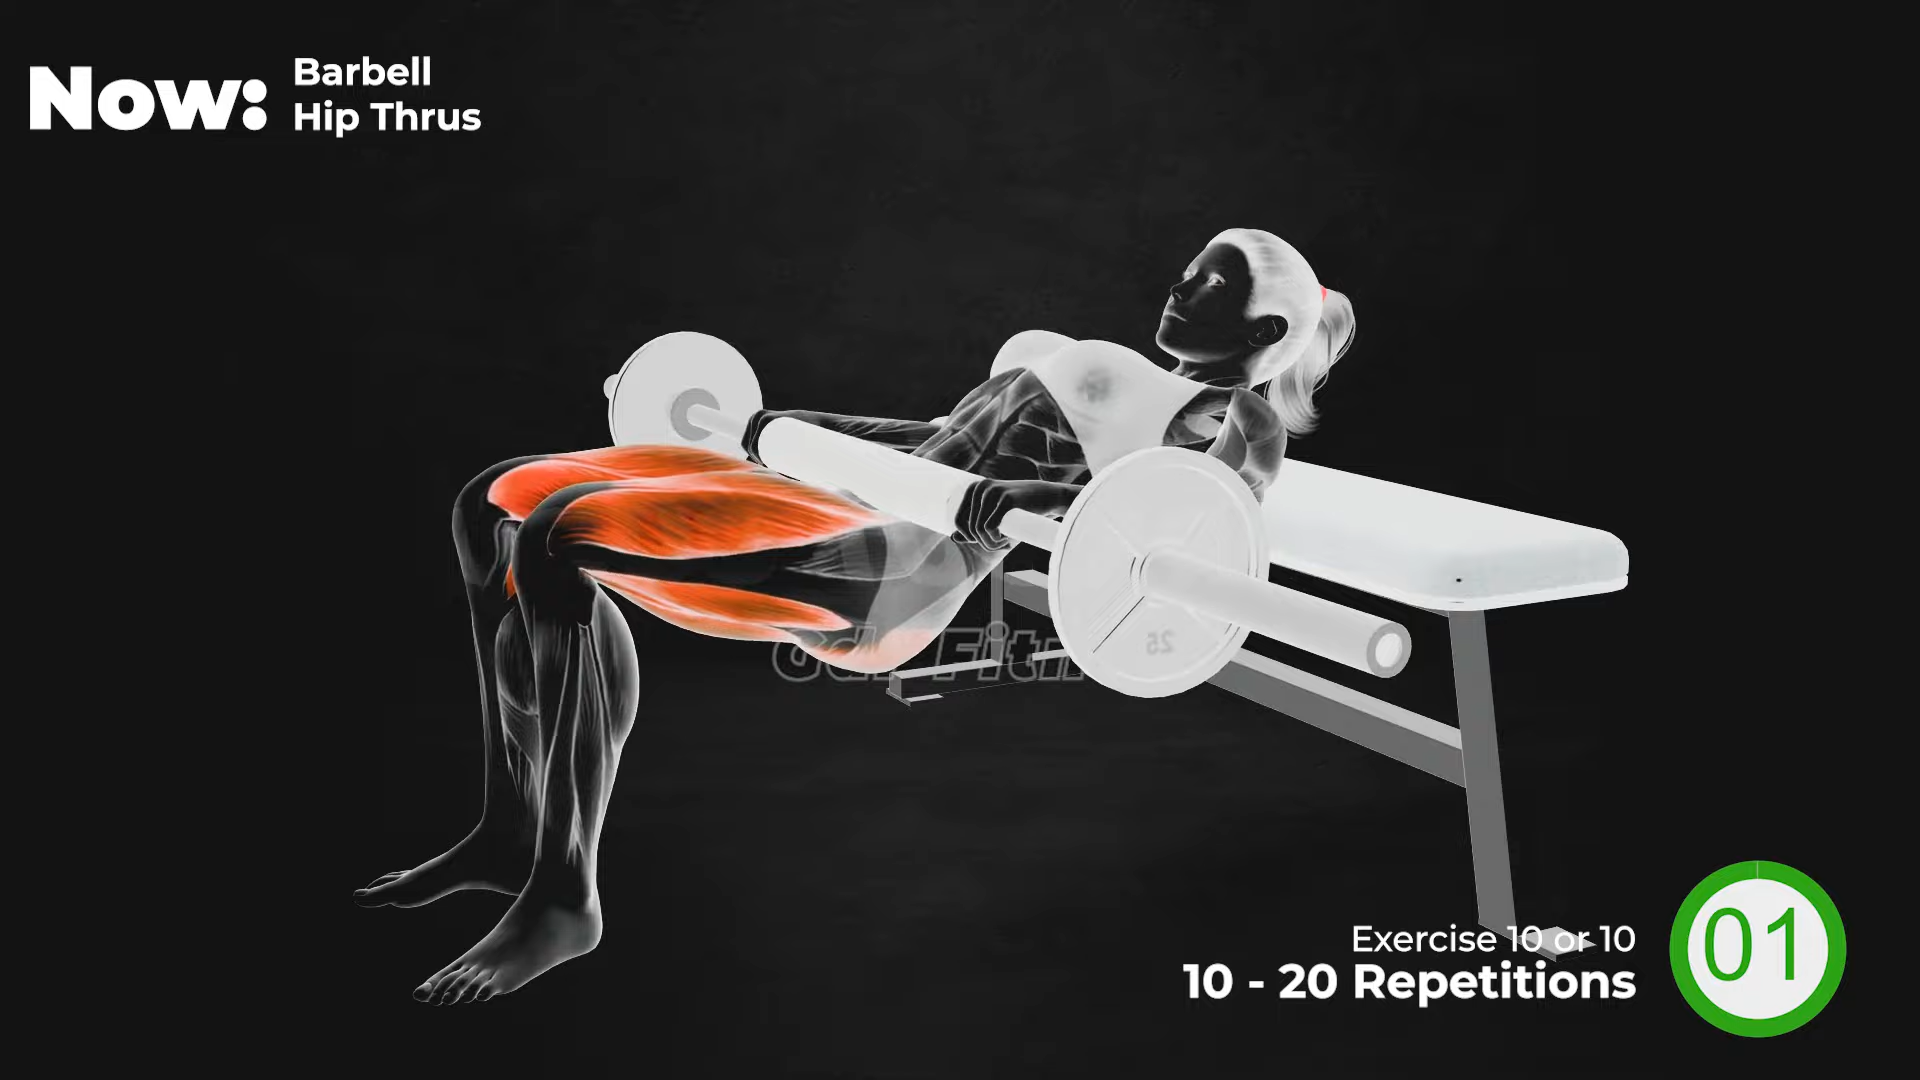 Now:
Barbell
Hip Thrus
25
Exercise 10 or 10
10 - 20 Repetitions
01